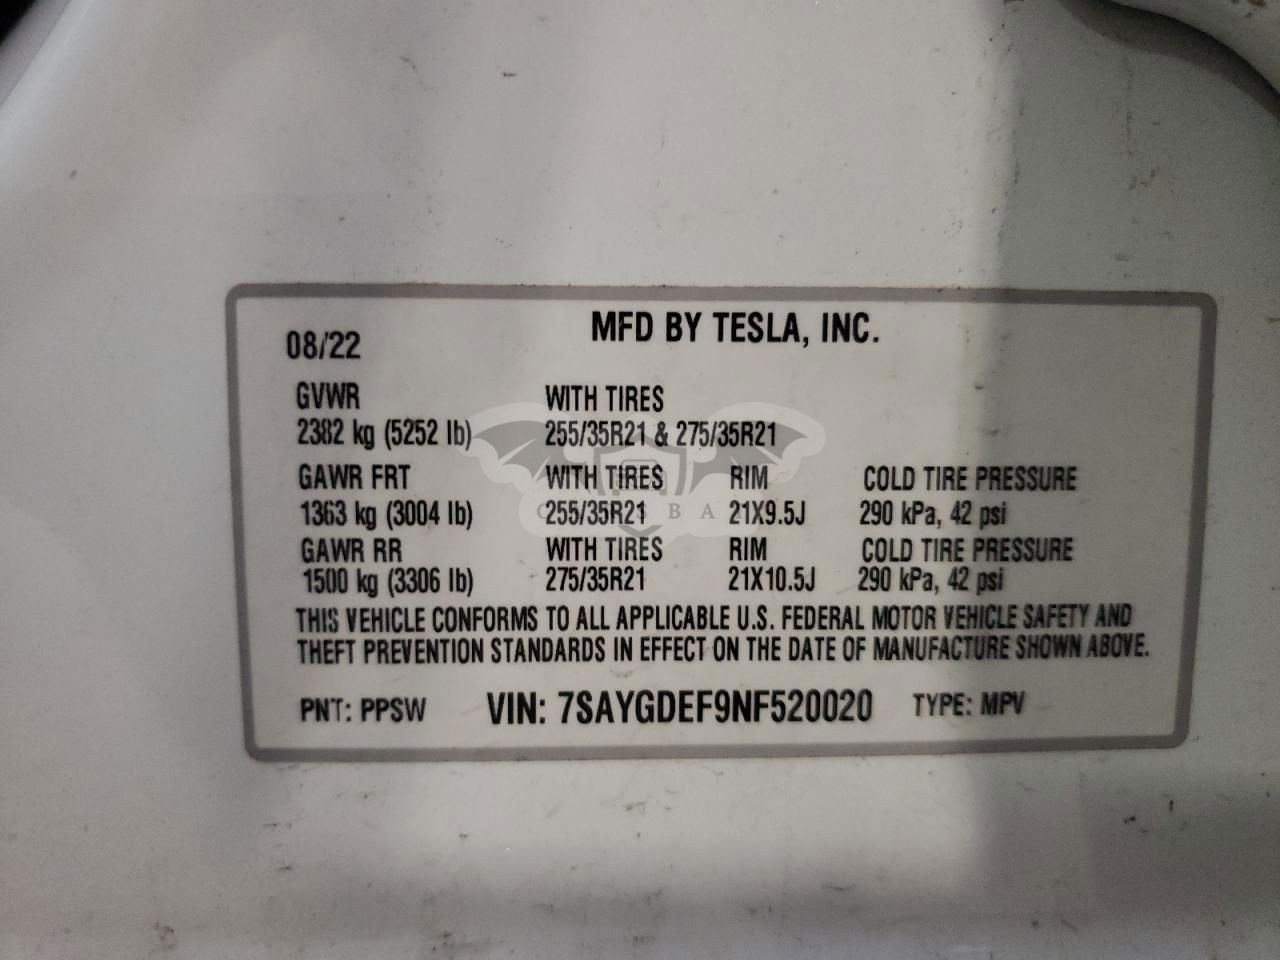 MFD BY TESLA, INC.
08/22
GVWR WITH TIRES
2382 kg (5252 lb) 255/35R21 & 275/35R21
GAWR FRT WITH TIRES RIM COLD TIRE PRESSURE
1363 kg (3004 lb) 255/35R21 21X9.5J 290 kPa, 42 psi
GAWR RR WITH TIRES RIM COLD TIRE PRESSURE
1500 kg (3306 lb) 275/35R21 21X10.5J 290 kPa, 42 psi
THIS VEHICLE CONFORMS TO ALL APPLICABLE U.S. FEDERAL MOTOR VEHICLE SAFETY AND
THEFT PREVENTION STANDARDS IN EFFECT ON THE DATE OF MANUFACTURE SHOWN ABOVE.
PNT: PPSW VIN: 7SAYGDEF9NF520020 TYPE: MPV